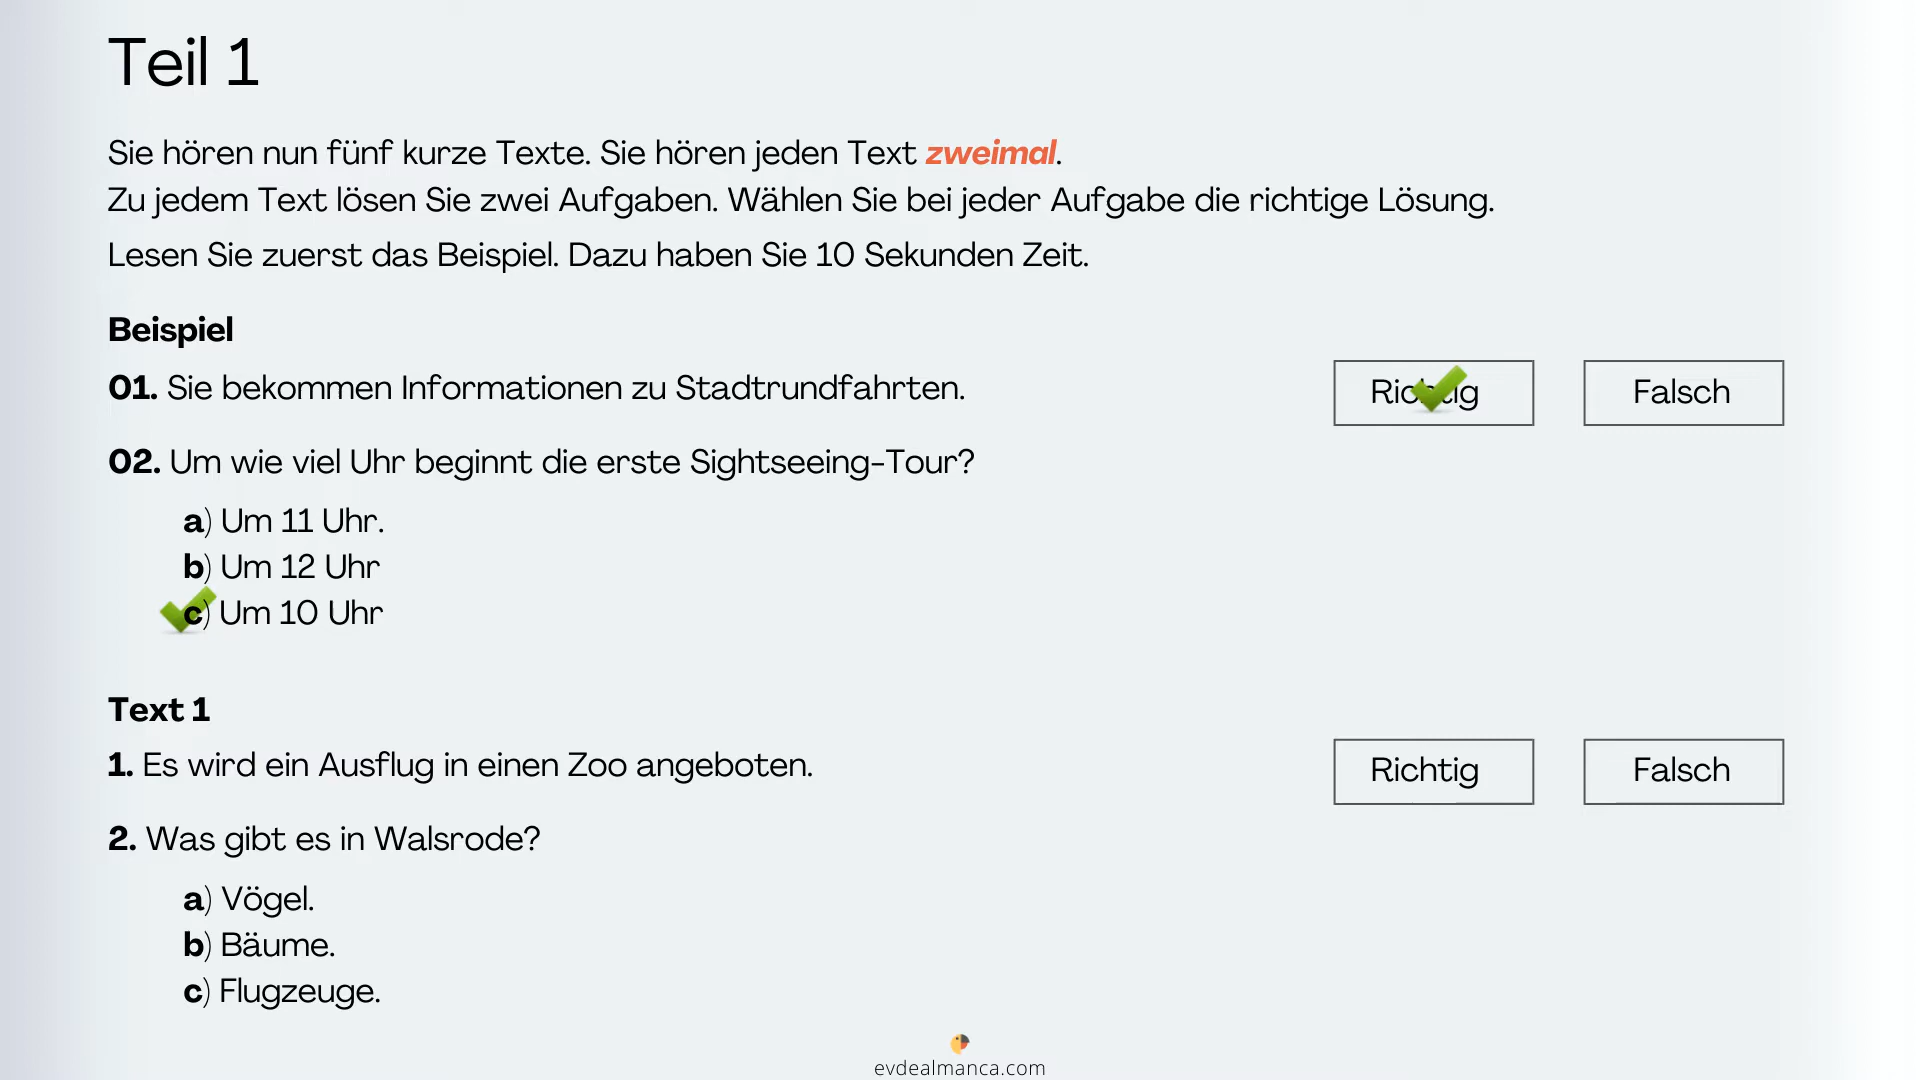 Teil 1
Sie hören nun fünf kurze Texte. Sie hören jeden Text zweimal.
Zu jedem Text lösen Sie zwei Aufgaben. Wählen Sie bei jeder Aufgabe die richtige Lösung.
Lesen Sie zuerst das Beispiel. Dazu haben Sie 10 Sekunden Zeit.
Beispiel
01. Sie bekommen Informationen zu Stadtrundfahrten. Richtig Falsch
02. Um wie viel Uhr beginnt die erste Sightseeing-Tour?
a) Um 11 Uhr.
b) Um 12 Uhr
c) Um 10 Uhr
Text 1
1. Es wird ein Ausflug in einen Zoo angeboten. Richtig Falsch
2. Was gibt es in Walsrode?
a) Vögel.
b) Bäume.
c) Flugzeuge.
evdealmanca.com